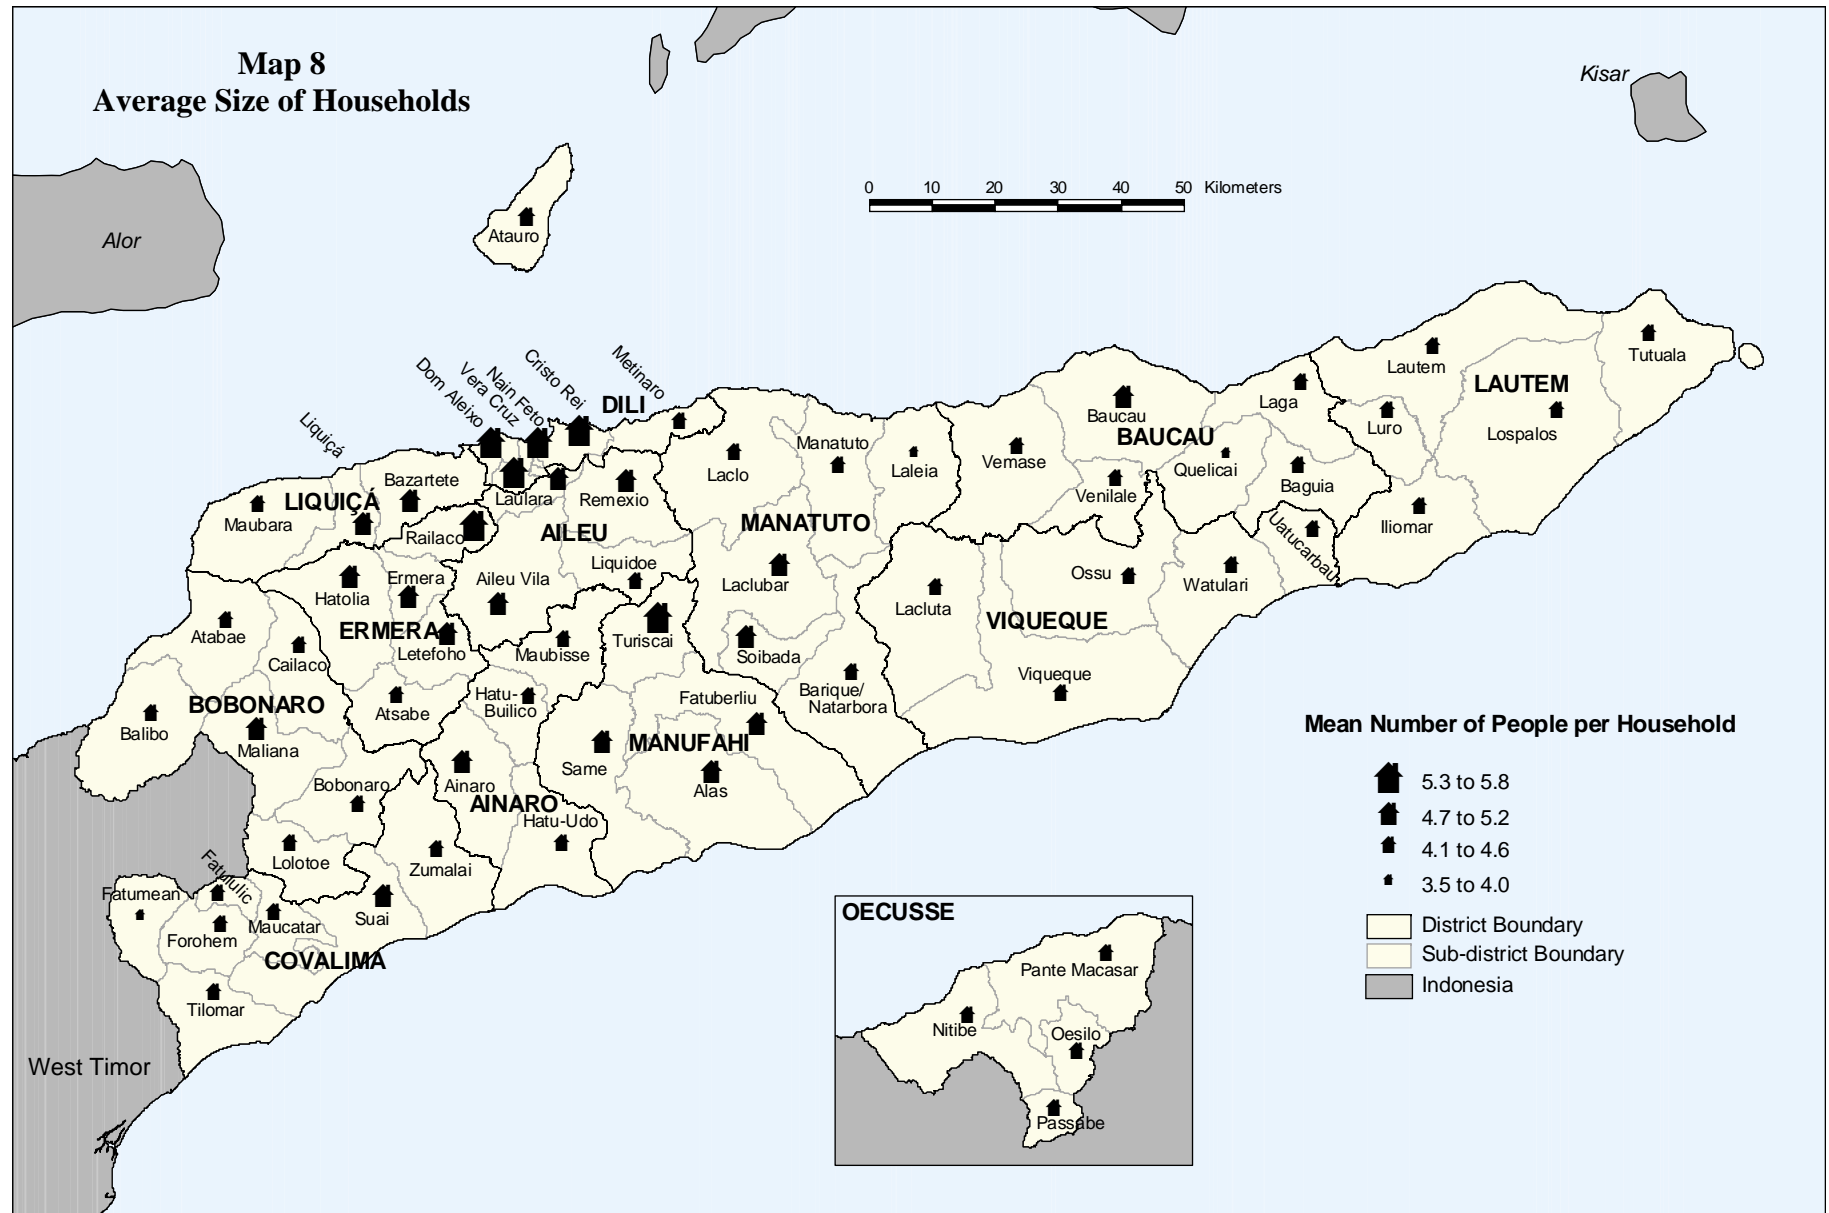 Map 8
Average Size of Households
Kisar
0 10 20 30 40 50 Kilometers
Alor
Atauro
Metinaro
Cristo Rei
Nain Feto
Vera Cruz
Dom Aleixo
DILI
Liquiçá
Tutuala
Lautem
LAUTEM
Laga
Baucau
BAUCAU
Luro
Lospalos
Manatuto
Laleia
Vemase
Quelicai
Laclo
Bazartete
Venilale
Baguia
LIQUIÇÁ
Maubara
Laulara
Remexio
Iliomar
MANATUTO
AILEU
Railaco
Uatucarbau
Liquidoe
Ermera
Aileu Vila
Hatolia
Laclubar
Ossu
Watulari
Lacluta
VIQUEQUE
ERMERA
Atabae
Letefoho
Maubisse
Turiscai
Soibada
Cailaco
Viqueque
Hatu-
Builico
Fatuberliu
Barique/
Natarbora
BOBONARO
Atsabe
Balibo
Maliana
MANUFAHI
Same
Mean Number of People per Household
Bobonaro
Ainaro
Alas
AINARO
Hatu-Udo
5.3 to 5.8
4.7 to 5.2
4.1 to 4.6
3.5 to 4.0
Lolotoe
Zumalai
Fatululic
Fatumean
Maucatar
Suai
Forohem
COVALIMA
Tilomar
OECUSSE
District Boundary
Sub-district Boundary
Indonesia
Pante Macasar
Nitibe
Oesilo
Passabe
West Timor